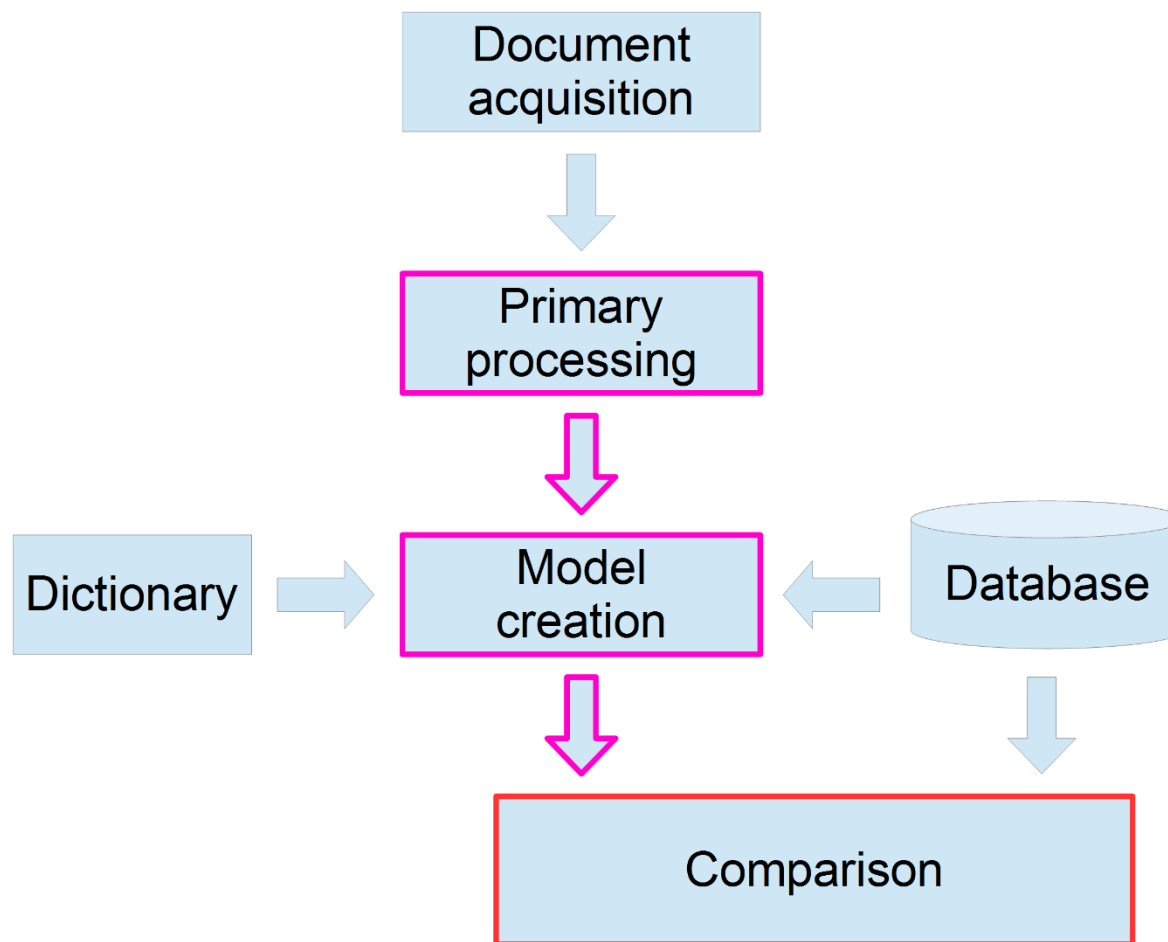 Document
acquisition
Primary
processing
Dictionary
Model
creation
Database
Comparison